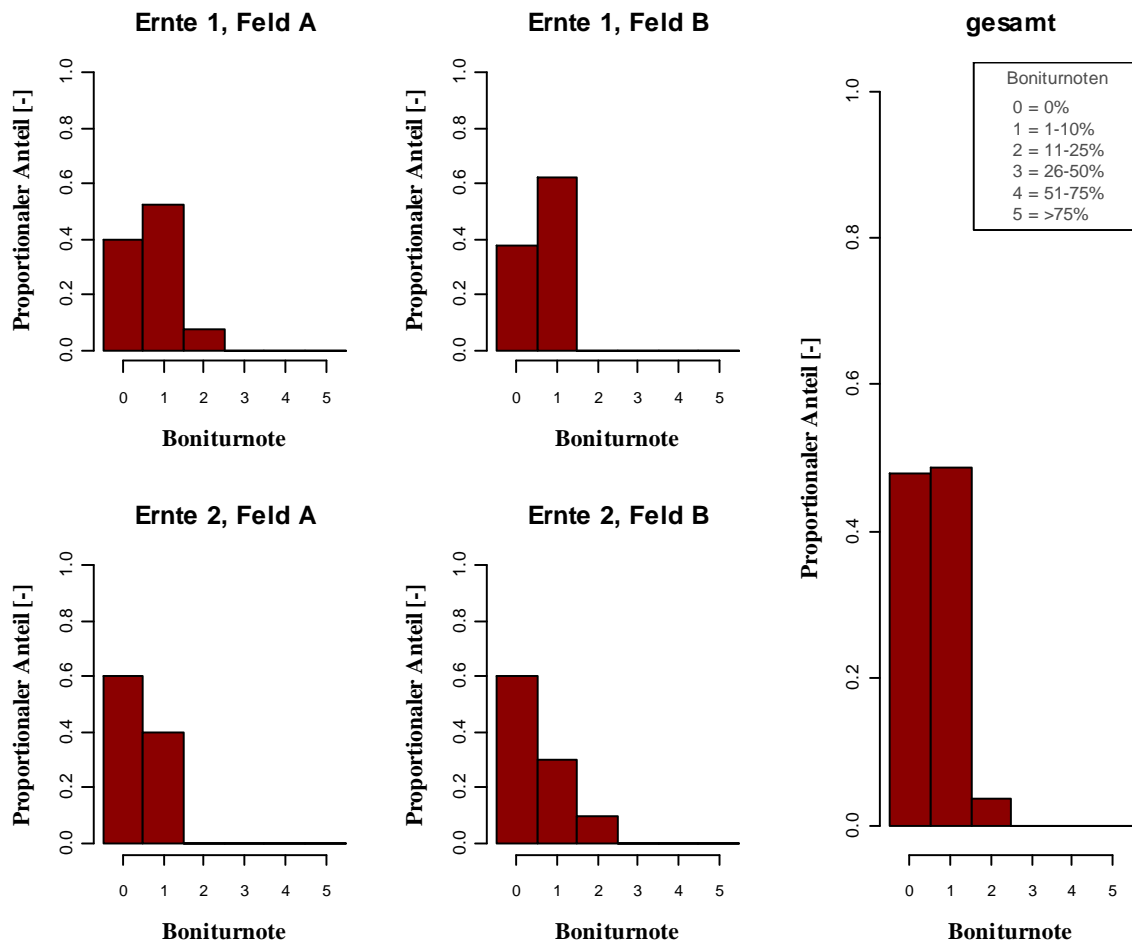 Ernte 1, Feld A
Proportionaler Anteil [-]
1.0
0.8
0.6
0.4
0.2
0.0
0 1 2 3 4 5
Boniturnote
Ernte 1, Feld B
Proportionaler Anteil [-]
1.0
0.8
0.6
0.4
0.2
0.0
0 1 2 3 4 5
Boniturnote
Ernte 2, Feld A
Proportionaler Anteil [-]
1.0
0.8
0.6
0.4
0.2
0.0
0 1 2 3 4 5
Boniturnote
Ernte 2, Feld B
Proportionaler Anteil [-]
1.0
0.8
0.6
0.4
0.2
0.0
0 1 2 3 4 5
Boniturnote
gesamt
Boniturnoten
0 = 0%
1 = 1-10%
2 = 11-25%
3 = 26-50%
4 = 51-75%
5 = >75%
Proportionaler Anteil [-]
1.0
0.8
0.6
0.4
0.2
0.0
0 1 2 3 4 5
Boniturnote